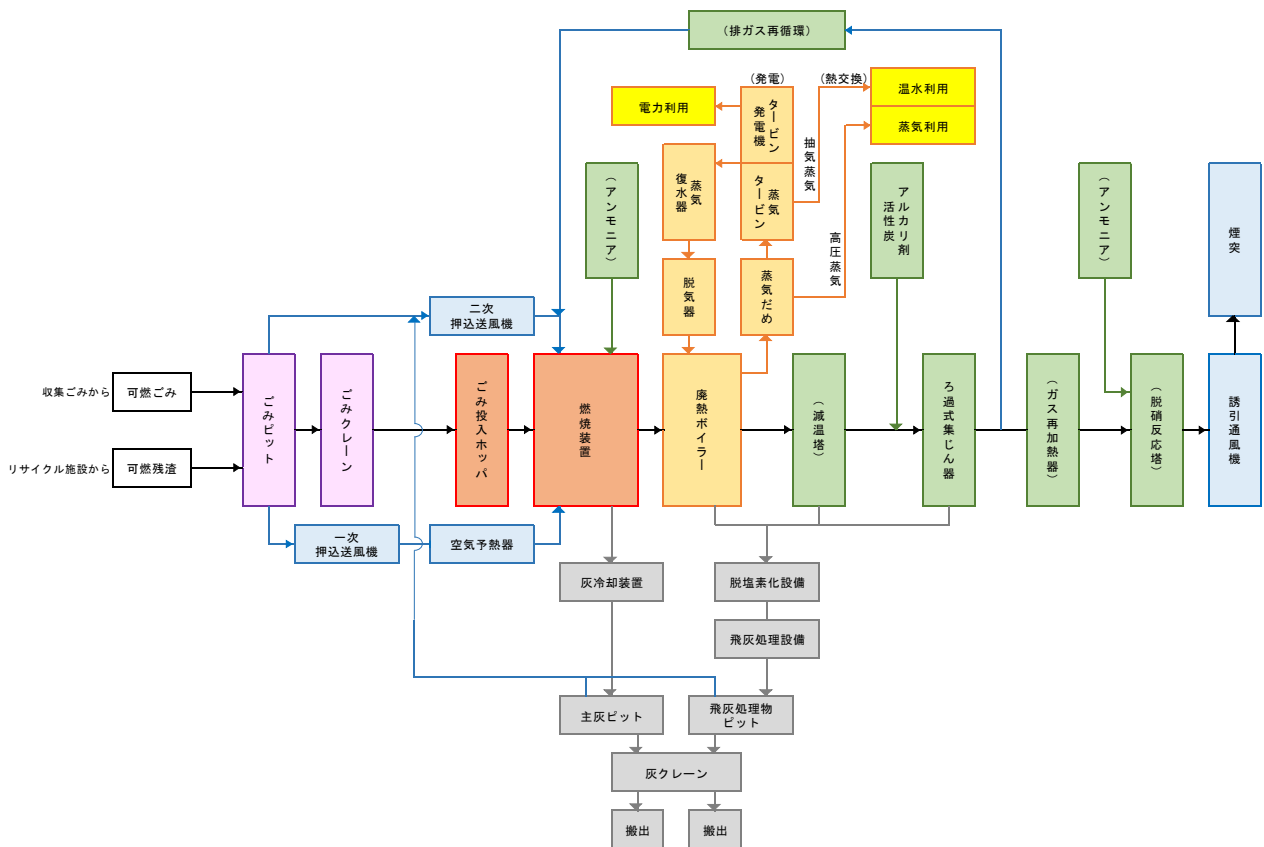 （排ガス再循環）
（発電）
（熱交換）
電力利用
タービン
発電機
温水利用
蒸気利用
抽気蒸気
（アンモニア）
蒸気
復水器
蒸気
タービン
アルカリ剤
活性炭
（アンモニア）
煙突
高圧蒸気
脱気器
蒸気だめ
二次
押込送風機
収集ごみから
可燃ごみ
リサイクル施設から
可燃残渣
ごみピット
ごみクレーン
ごみ投入ホッパ
燃焼装置
廃熱ボイラー
（減温塔）
ろ過式集じん器
（ガス再加熱器）
（脱硝反応塔）
誘引通風機
一次
押込送風機
空気予熱器
灰冷却装置
脱塩素化設備
飛灰処理設備
主灰ピット
飛灰処理物
ピット
灰クレーン
搬出
搬出